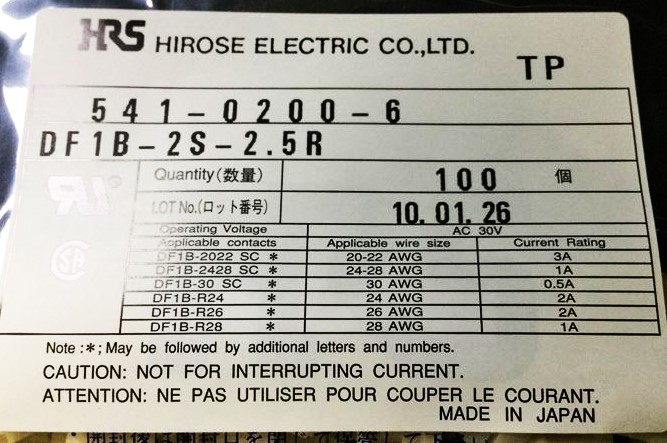 HRS HIROSE ELECTRIC CO.,LTD.
TP
541-0200-6
DF1B-2S-2.5R
Quantity(数量) 100 個
LOT No.(ロット番号) 10.01.26
Operating Voltage AC 30V
Applicable contacts Applicable wire size Current Rating
DF1B-2022 SC * 20-22 AWG 3A
DF1B-2428 SC * 24-28 AWG 1A
DF1B-30 SC * 30 AWG 0.5A
DF1B-R24 * 24 AWG 2A
DF1B-R26 * 26 AWG 2A
DF1B-R28 * 28 AWG 1A
Note :*; May be followed by additional letters and numbers.
CAUTION: NOT FOR INTERRUPTING CURRENT.
ATTENTION: NE PAS UTILISER POUR COUPER LE COURANT.
MADE IN JAPAN